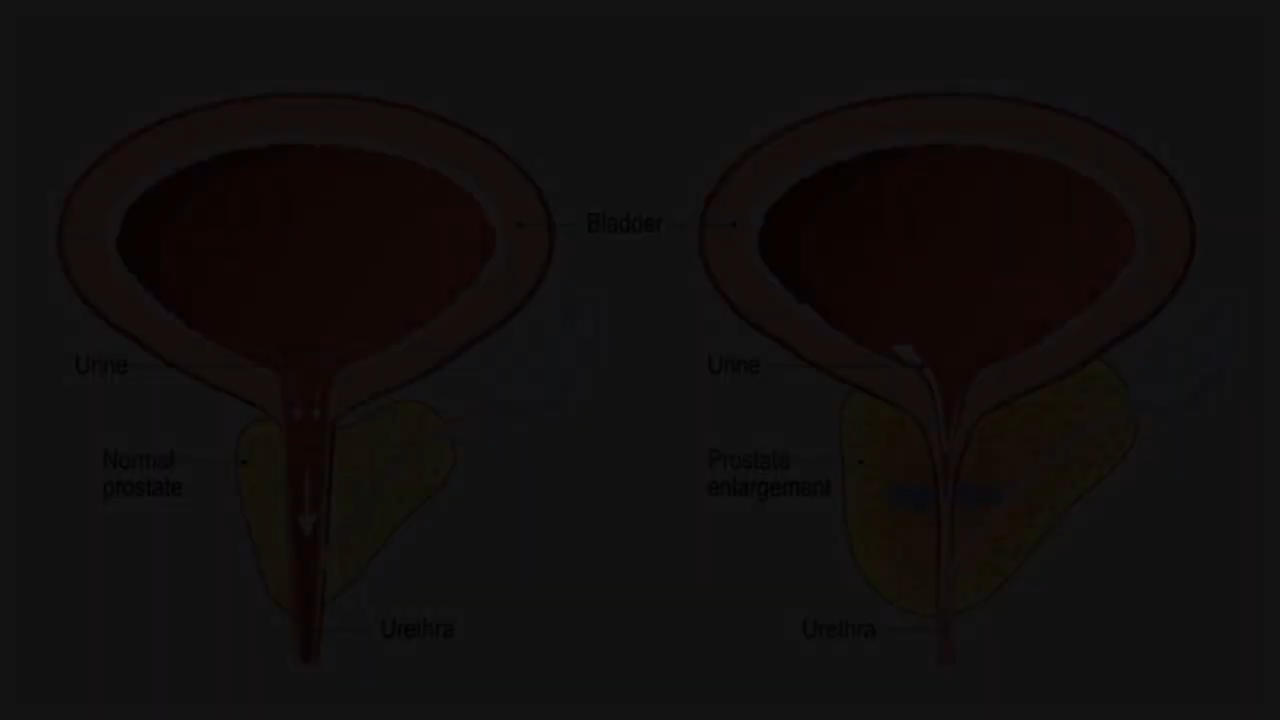 Bladder
Urine
Urine
Normal
prostate
Prostate
enlargement
Urethra
Urethra